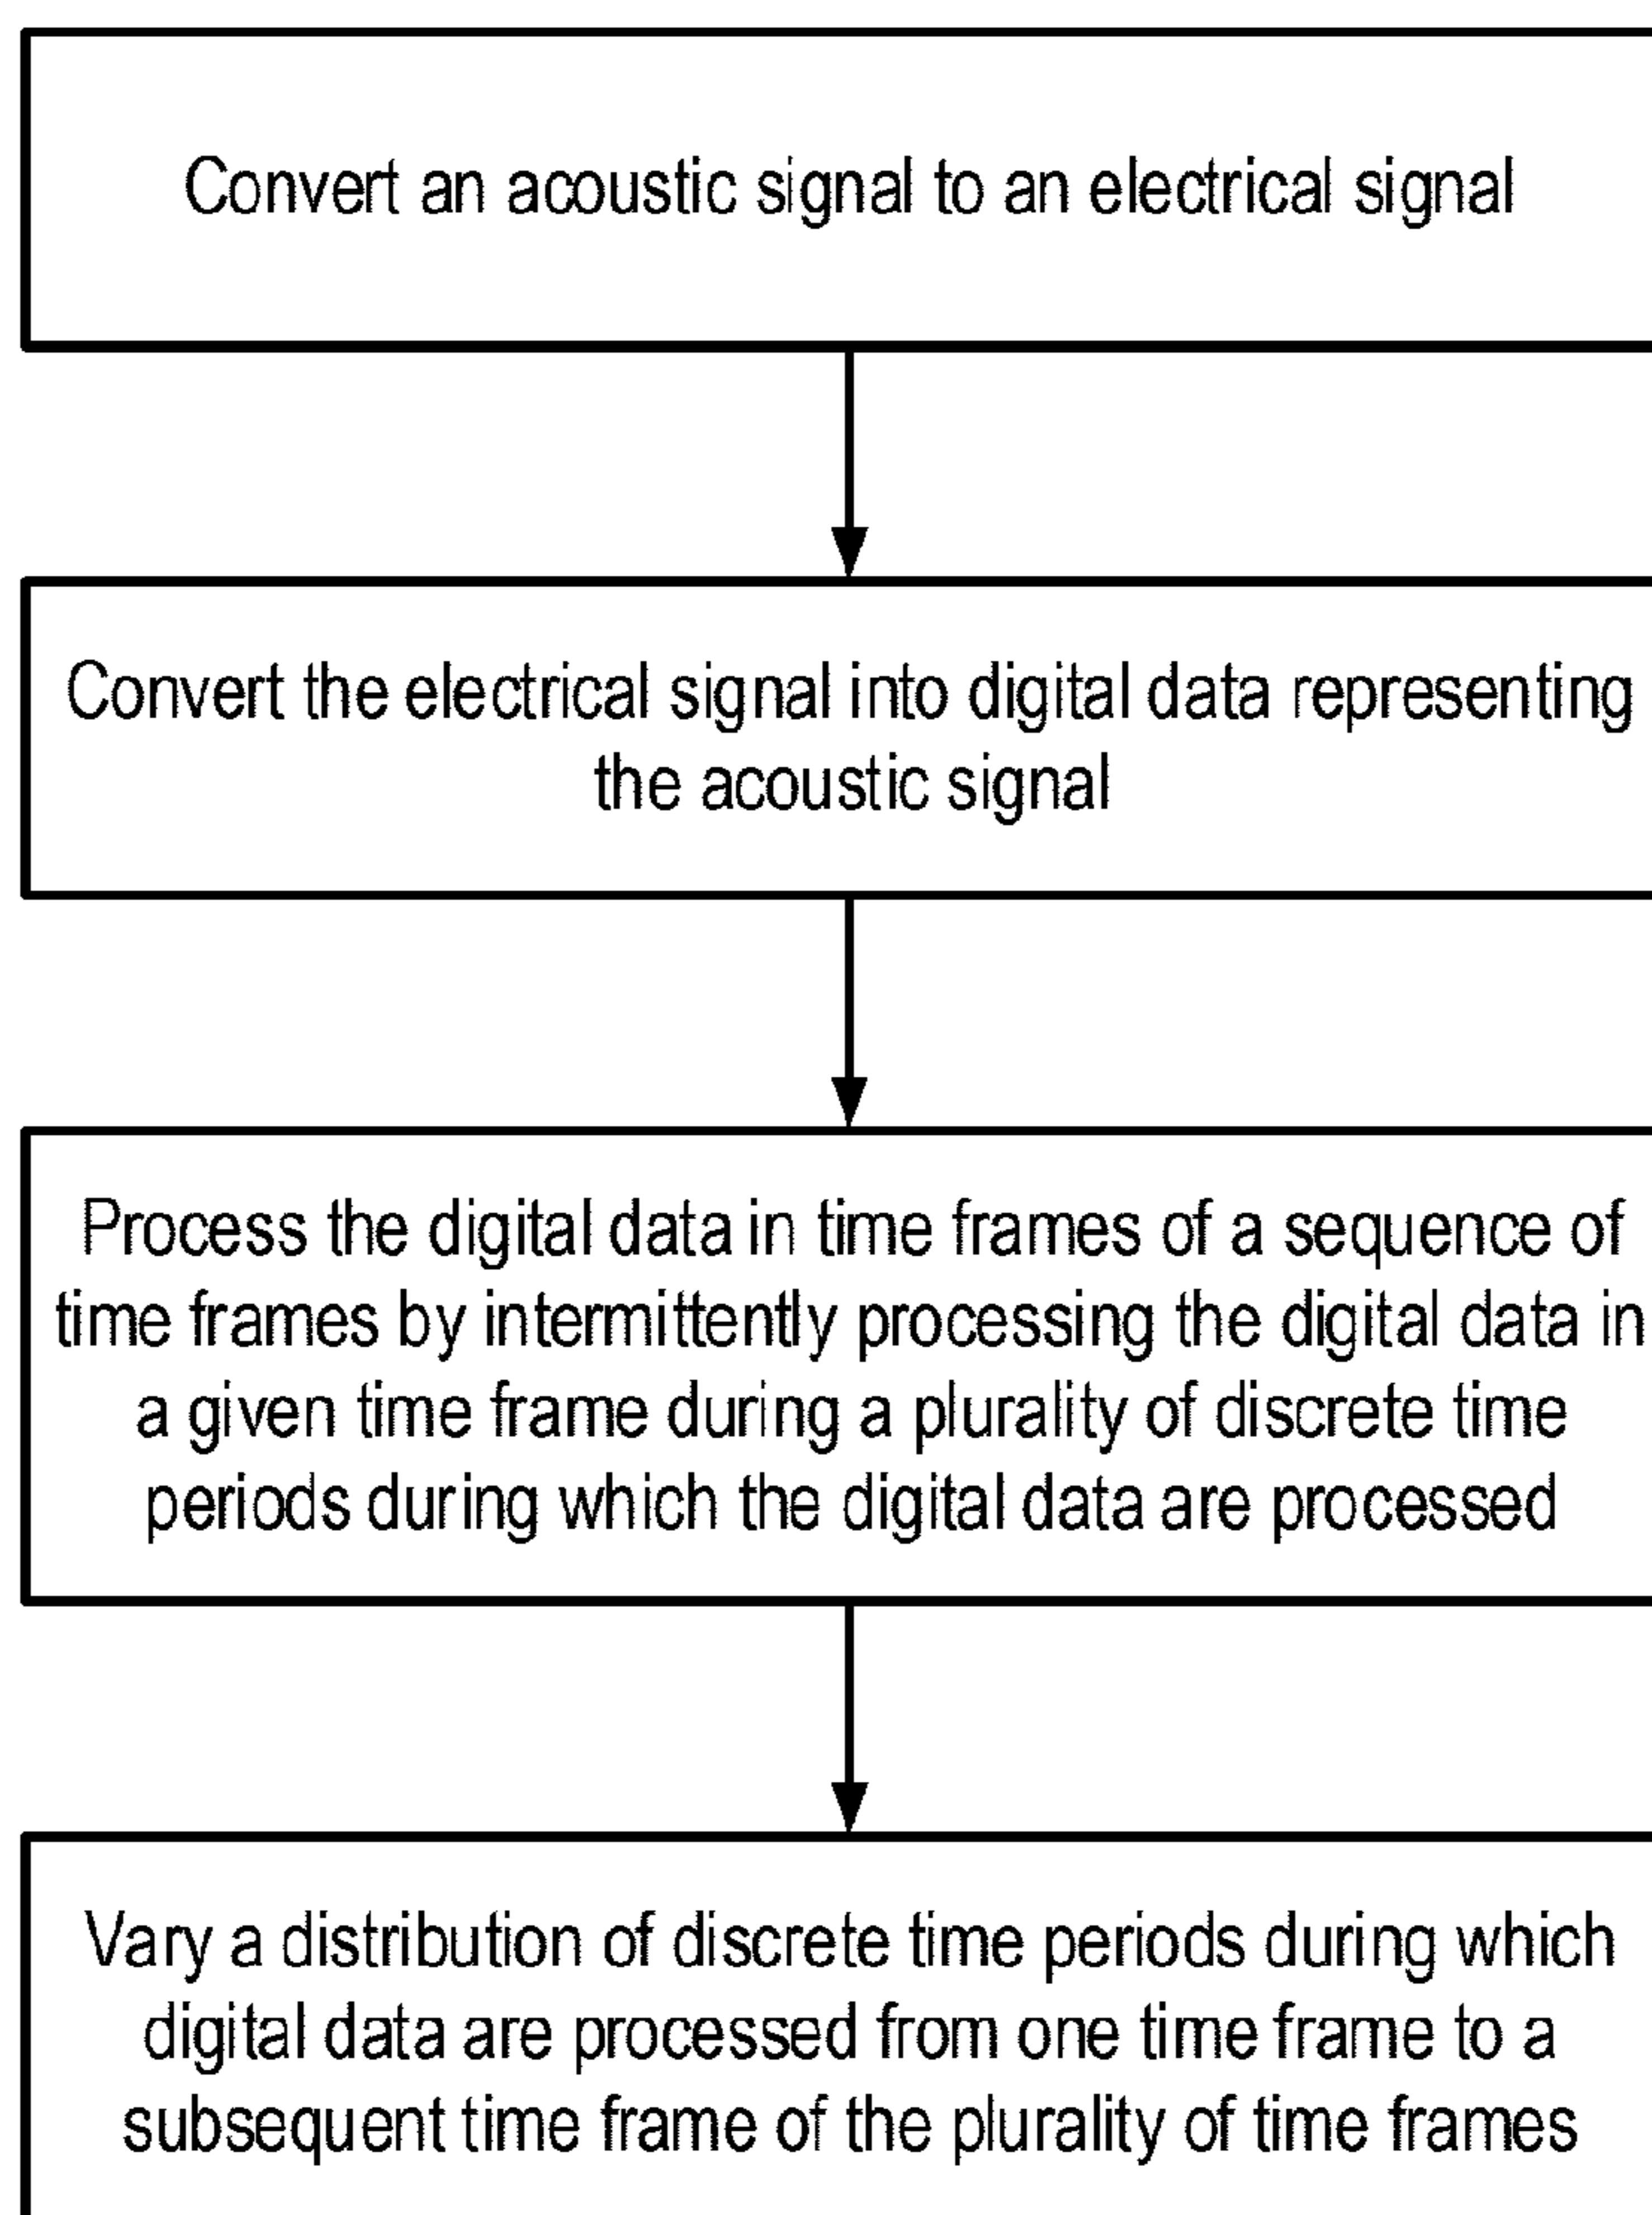 Convert an acoustic signal to an electrical signal
Convert the electrical signal into digital data representing
the acoustic signal
Process the digital data in time frames of a sequence of
time frames by intermittently processing the digital data in
a given time frame during a plurality of discrete time
periods during which the digital data are processed
Vary a distribution of discrete time periods during which
digital data are processed from one time frame to a
subsequent time frame of the plurality of time frames